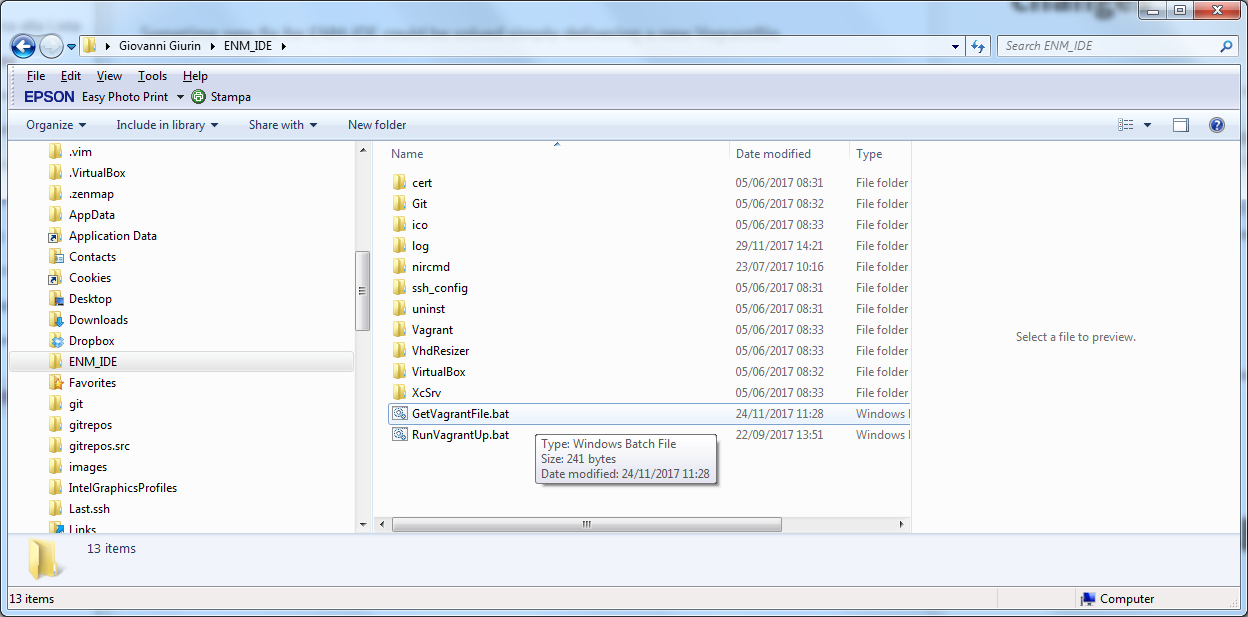 Giovanni Giurin ENM_IDE
Search ENM_IDE
File Edit View Tools Help
EPSON Easy Photo Print Stampa
Organize Include in library Share with New folder
.vim
.VirtualBox
.zenmap
AppData
Application Data
Contacts
Cookies
Desktop
Downloads
Dropbox
ENM_IDE
Favorites
git
gitrepos
gitrepos.src
images
IntelGraphicsProfiles
Last.ssh
Links
Name Date modified Type
cert 05/06/2017 08:31 File folder
Git 05/06/2017 08:32 File folder
ico 05/06/2017 08:33 File folder
log 29/11/2017 14:21 File folder
nircmd 23/07/2017 10:16 File folder
ssh_config 05/06/2017 08:31 File folder
uninst 05/06/2017 08:31 File folder
Vagrant 05/06/2017 08:33 File folder
VhdResizer 05/06/2017 08:33 File folder
VirtualBox 05/06/2017 08:32 File folder
XcSrv 05/06/2017 08:33 File folder
GetVagrantFile.bat 24/11/2017 11:28 Windows
RunVagrantUp.bat 22/09/2017 13:51 Windows
Type: Windows Batch File
Size: 241 bytes
Date modified: 24/11/2017 11:28
Select a file to preview.
13 items
13 items
Computer